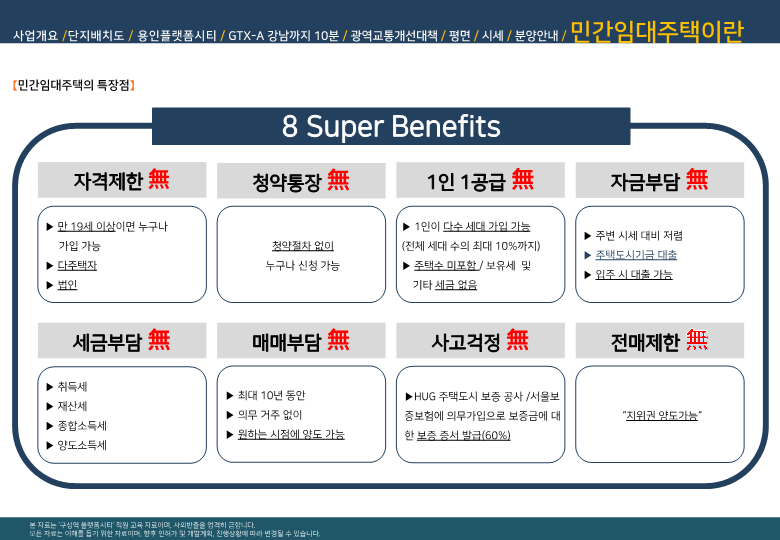 사업개요 /단지배치도 / 용인플랫폼시티 / GTX-A 강남까지 10분 / 광역교통개선대책 / 평면 / 시세 / 분양안내 / 민간임대주택이란
【민간임대주택의 특장점】
8 Super Benefits
자격제한 無
▶ 만 19세 이상이면 누구나
가입 가능
▶ 다주택자
▶ 법인
청약통장 無
청약절차 없이
누구나 신청 가능
1인 1공급 無
▶ 1인이 다수 세대 가입 가능
(전체 세대 수의 최대 10%까지)
▶ 주택수 미포함 / 보유세 및
기타 세금 없음
자금부담 無
▶ 주변 시세 대비 저렴
▶ 주택도시기금 대출
▶ 입주 시 대출 가능
세금부담 無
▶ 취득세
▶ 재산세
▶ 종합소득세
▶ 양도소득세
매매부담 無
▶ 최대 10년 동안
▶ 의무 거주 없이
▶ 원하는 시점에 양도 가능
사고걱정 無
▶HUG 주택도시 보증 공사 /서울보
증보험에 의무가입으로 보증금에 대
한 보증 증서 발급(60%)
전매제한 無
"지위권 양도가능"
본 자료는 '구성역 플랫폼시티' 직원 교육 자료이며, 사외반출을 엄격히 금합니다.
모든 자료는 이해를 돕기 위한 자료이며, 향후 인허가 및 개발계획, 진행상황에 따라 변경될 수 있습니다.